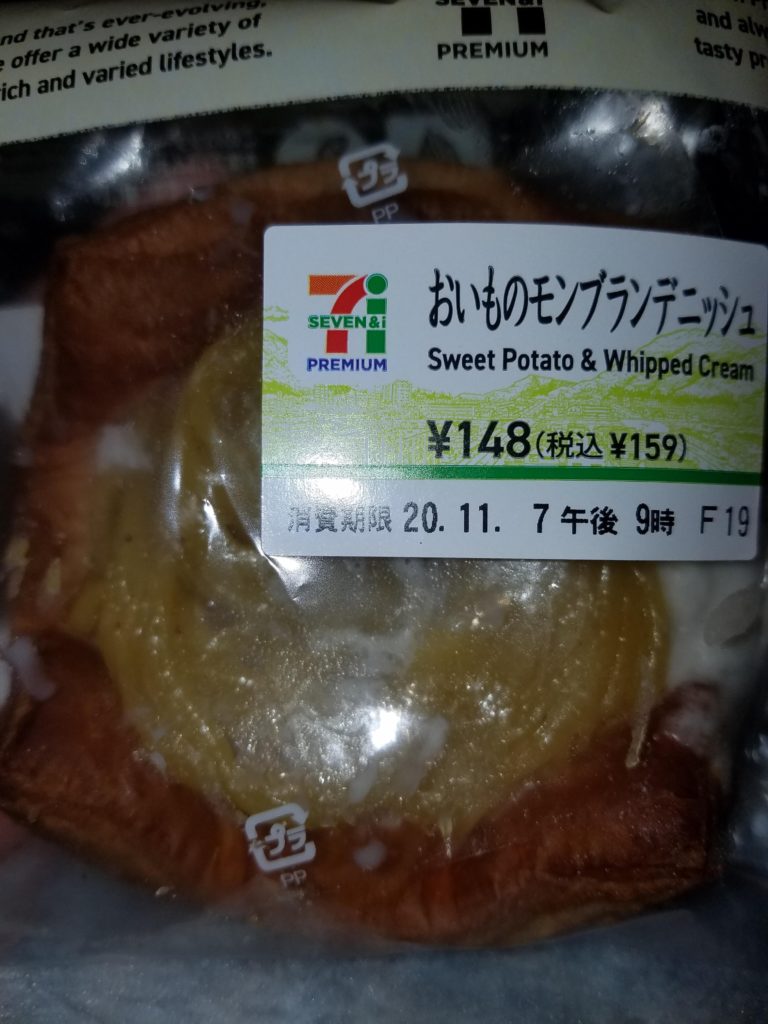 nd that's ever-evolving,
e offer a wide variety of
ich and varied lifestyles.
SEVEN&i
PREMIUM
and alw
tasty pr
プラ
PP
SEVEN&i
PREMIUM
おいものモンブランデニッシュ
Sweet Potato & Whipped Cream
¥148(税込 ¥159)
消費期限 20.11. 7 午後 9時 F19
プラ
PP